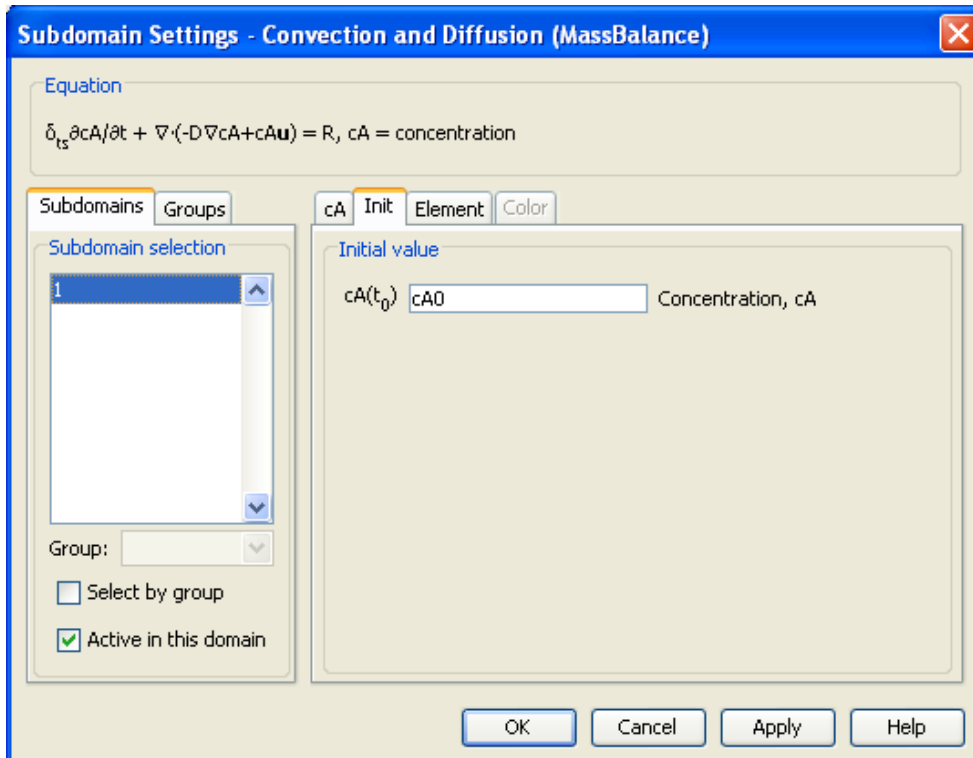 Subdomain Settings - Convection and Diffusion (MassBalance)
Equation
δts∂cA/∂t + ∇·(-D∇cA+cAu) = R, cA = concentration
Subdomains Groups
Subdomain selection
1
Group:
Select by group
Active in this domain
cA Init Element Color
Initial value
cA(t0) cA0 Concentration, cA
OK Cancel Apply Help